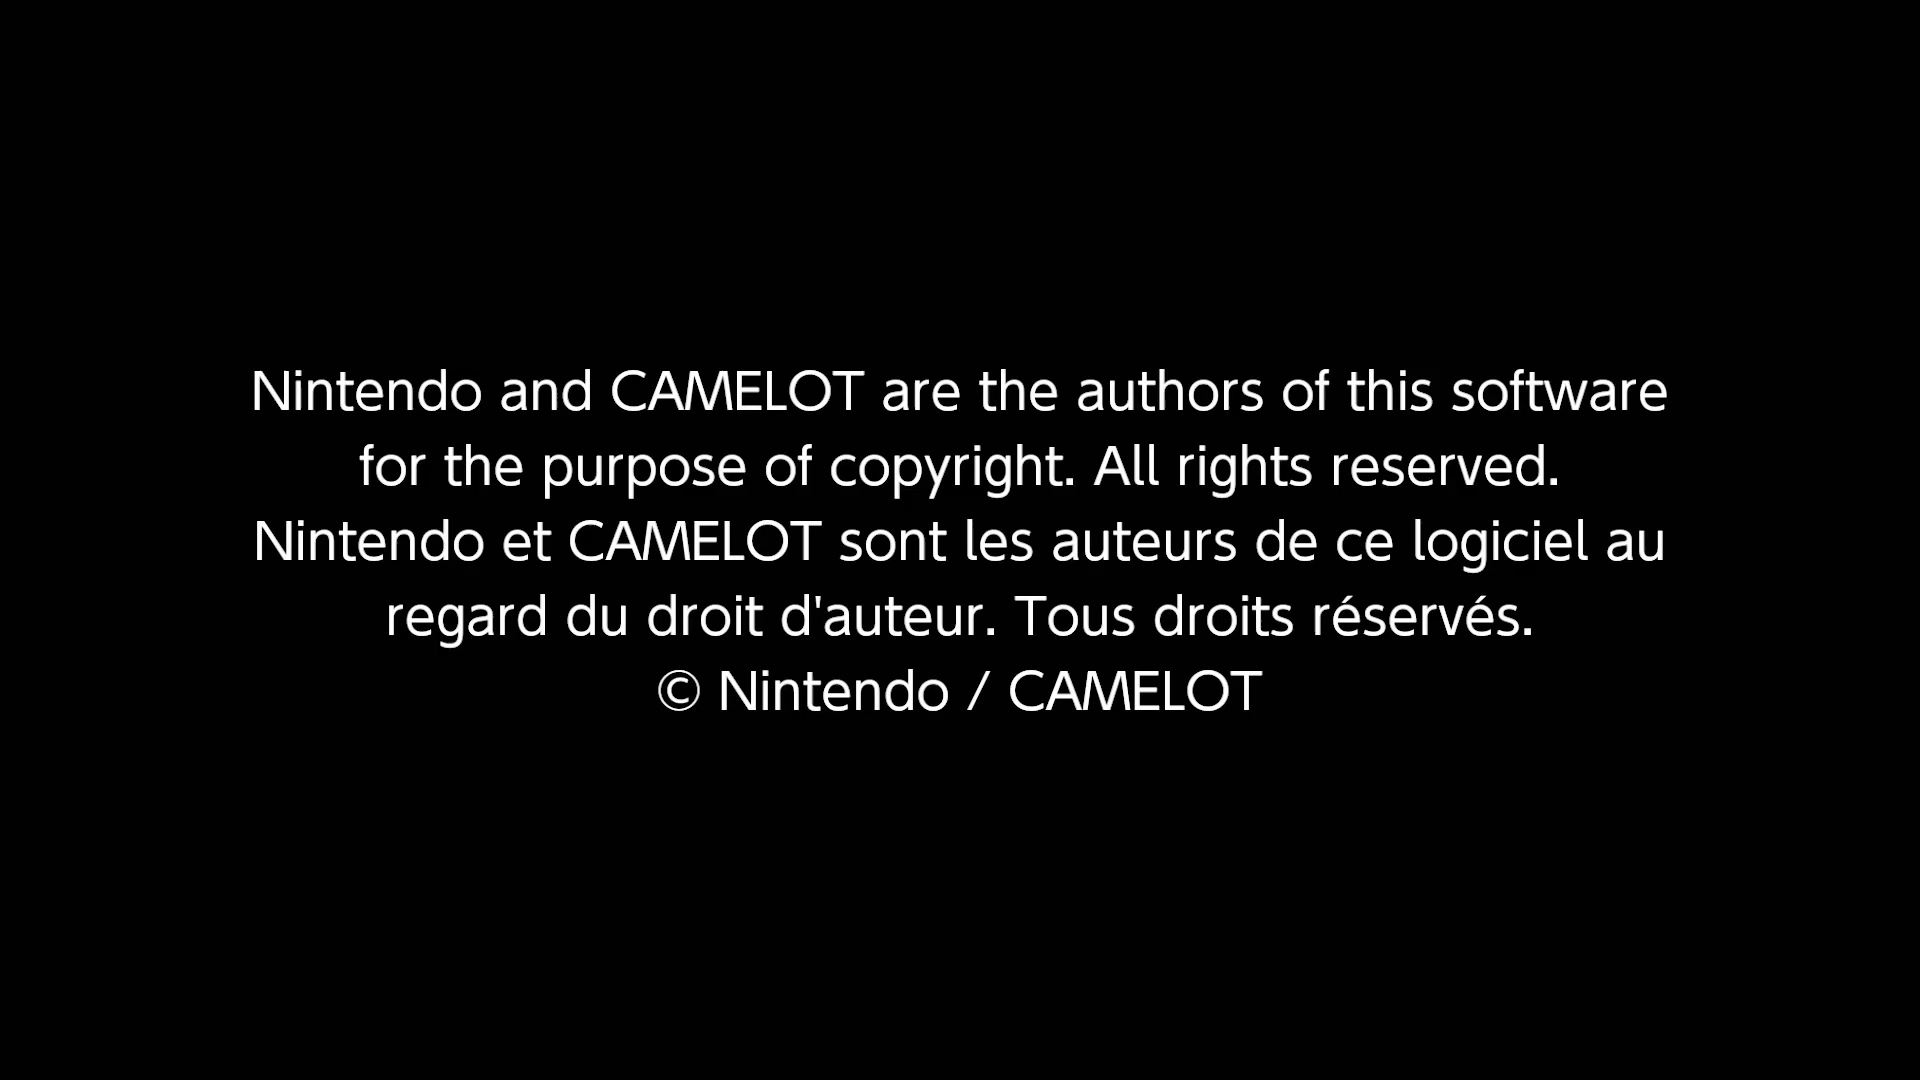 Nintendo and CAMELOT are the authors of this software
for the purpose of copyright. All rights reserved.
Nintendo et CAMELOT sont les auteurs de ce logiciel au
regard du droit d'auteur. Tous droits réservés.
© Nintendo / CAMELOT